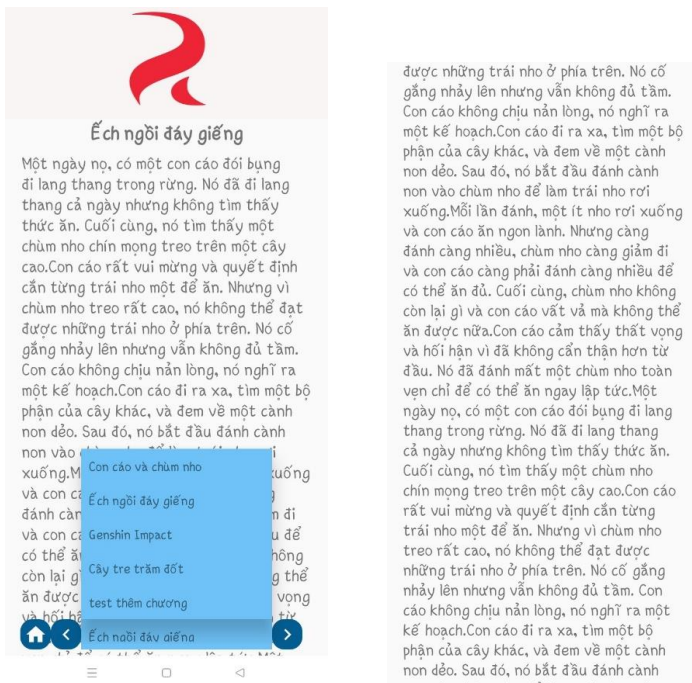 Ếch ngồi đáy giếng
Một ngày nọ, có một con cáo đói bụng
đi lang thang trong rừng. Nó đã đi lang
thang cả ngày nhưng không tìm thấy
thức ăn. Cuối cùng, nó tìm thấy một
chùm nho chín mọng treo trên một cây
cao.Con cáo rất vui mừng và quyết định
cắn từng trái nho một để ăn. Nhưng vì
chùm nho treo rất cao, nó không thể đạt
được những trái nho ở phía trên. Nó cố
gắng nhảy lên nhưng vẫn không đủ tầm.
Con cáo không chịu nản lòng, nó nghĩ ra
một kế hoạch.Con cáo đi ra xa, tìm một bộ
phận của cây khác, và đem về một cành
non dẻo. Sau đó, nó bắt đầu đánh cành
non vào
xuống.M xuống
và con
đánh
và con để
có thể
còn lại thể
ăn được vọng
và từ
Con cáo và chùm nho
Ếch ngồi đáy giếng
Genshin Impact
Cây tre trăm đốt
test thêm chương
Ếch ngồi đáy giếng
được những trái nho ở phía trên. Nó cố
gắng nhảy lên nhưng vẫn không đủ tầm.
Con cáo không chịu nản lòng, nó nghĩ ra
một kế hoạch.Con cáo đi ra xa, tìm một bộ
phận của cây khác, và đem về một cành
non dẻo. Sau đó, nó bắt đầu đánh cành
non vào chùm nho để làm trái nho rơi
xuống.Mỗi lần đánh, một ít nho rơi xuống
và con cáo ăn ngon lành. Nhưng càng
đánh càng nhiều, chùm nho càng giảm đi
và con cáo càng phải đánh càng nhiều để
có thể ăn đủ. Cuối cùng, chùm nho không
còn lại gì và con cáo vất vả mà không thể
ăn được nữa.Con cáo cảm thấy thất vọng
và hối hận vì đã không cẩn thận hơn từ
đầu. Nó đã đánh mất một chùm nho toàn
vẹn chỉ để có thể ăn ngay lập tức.Một
ngày nọ, có một con cáo đói bụng đi lang
thang trong rừng. Nó đã đi lang thang
cả ngày nhưng không tìm thấy thức ăn.
Cuối cùng, nó tìm thấy một chùm nho
chín mọng treo trên một cây cao.Con cáo
rất vui mừng và quyết định cắn từng
trái nho một để ăn. Nhưng vì chùm nho
treo rất cao, nó không thể đạt được
những trái nho ở phía trên. Nó cố gắng
nhảy lên nhưng vẫn không đủ tầm. Con
cáo không chịu nản lòng, nó nghĩ ra một
kế hoạch.Con cáo đi ra xa, tìm một bộ
phận của cây khác, và đem về một cành
non dẻo. Sau đó, nó bắt đầu đánh cành